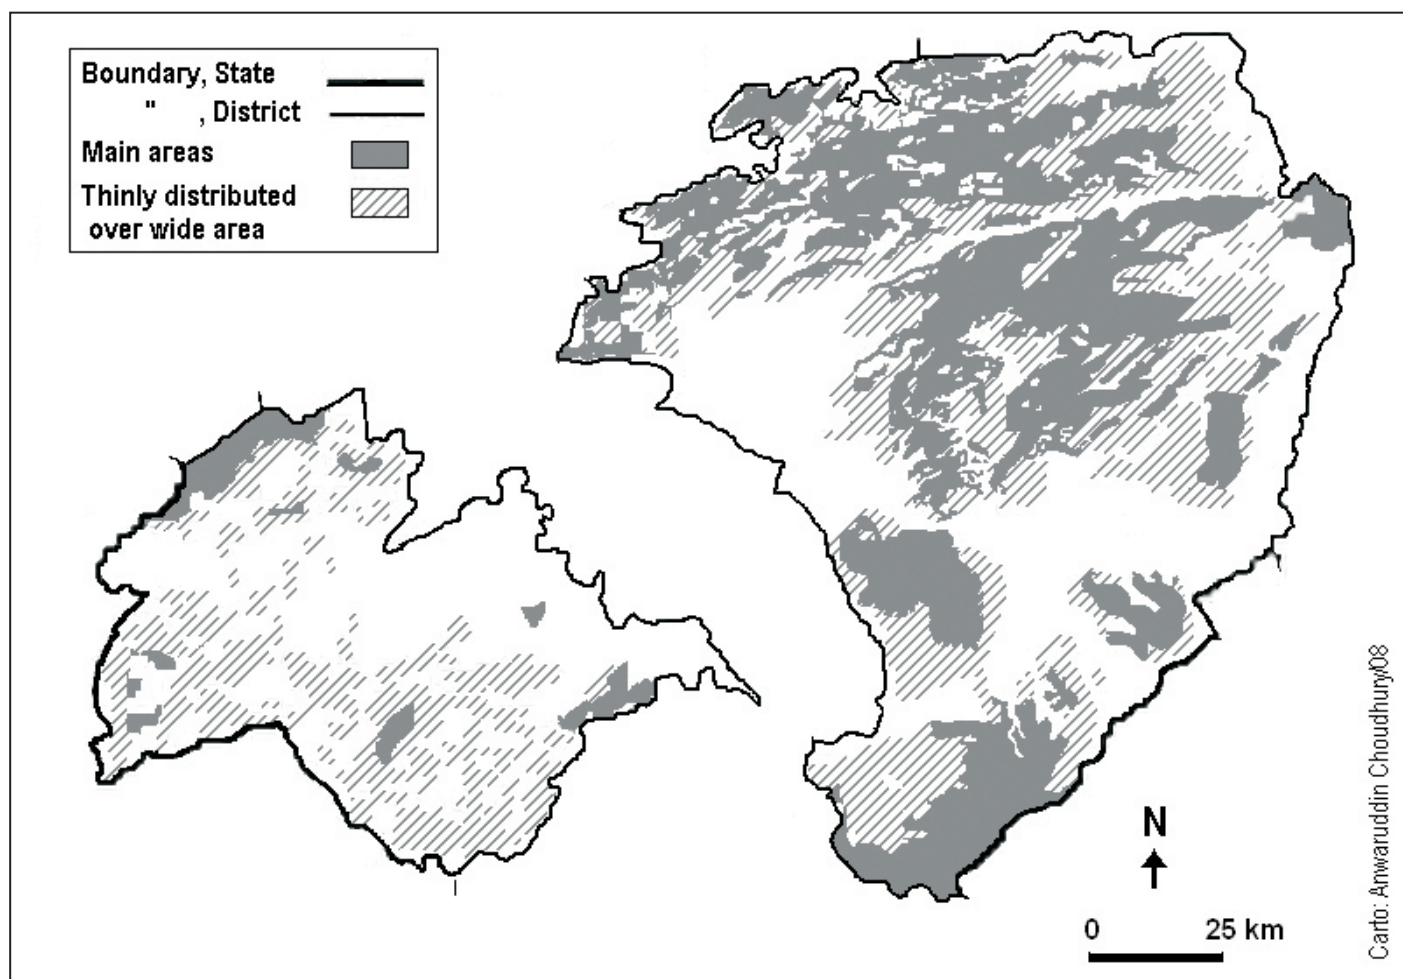 Boundary, State
" , District
Main areas
Thinly distributed
over wide area
N
0 25 km
Carto: Anwaruddin Choudhury/08